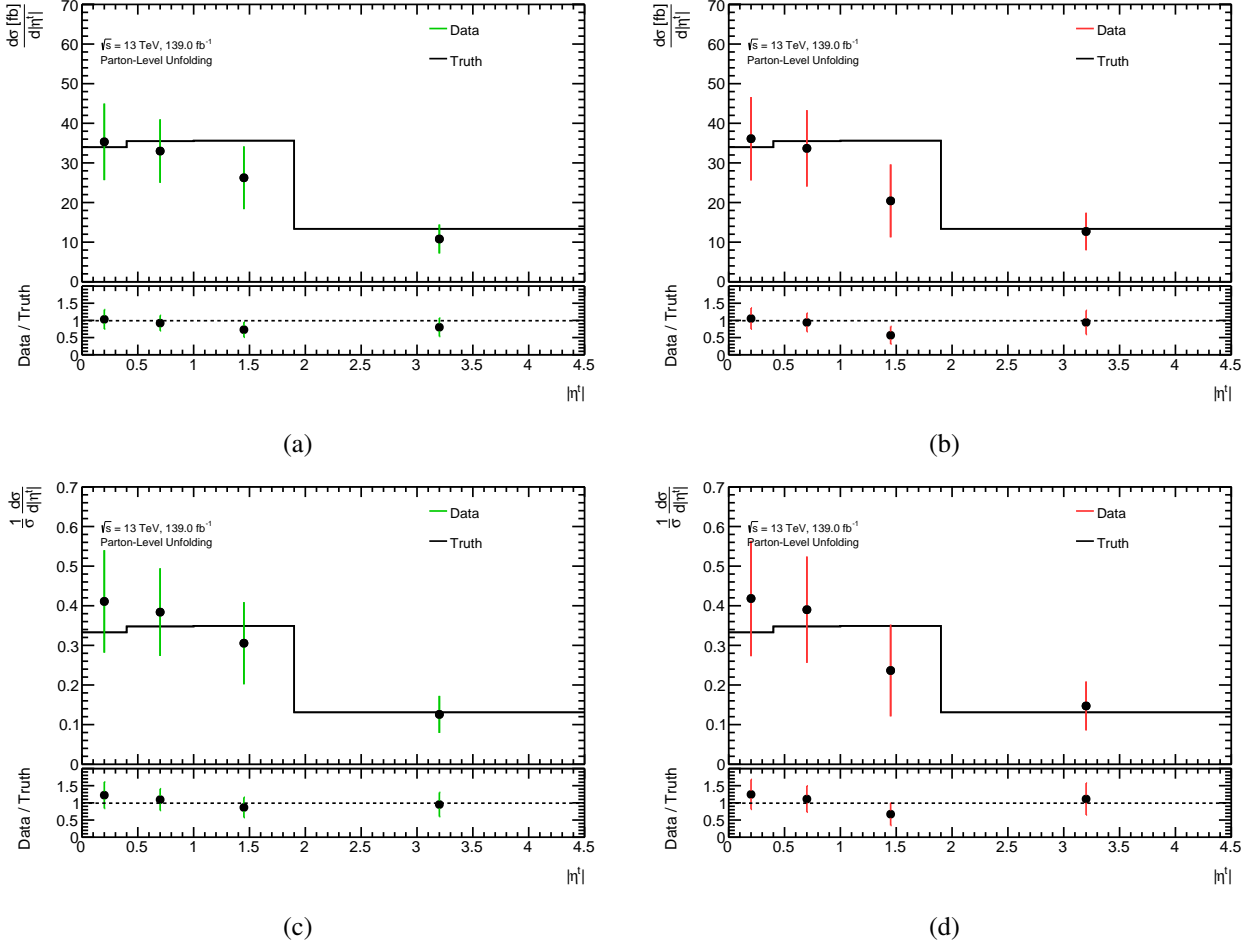 dσ [fb]
d|ηᵗ|
70
60
50
40
30
20
10
0
√s = 13 TeV, 139.0 fb⁻¹
Parton-Level Unfolding
Data
Truth
Data / Truth
1.5
1
0.5
0
0 0.5 1 1.5 2 2.5 3 3.5 4 4.5
|ηᵗ|
(a)
dσ [fb]
d|ηᵗ|
70
60
50
40
30
20
10
0
√s = 13 TeV, 139.0 fb⁻¹
Parton-Level Unfolding
Data
Truth
Data / Truth
1.5
1
0.5
0
0 0.5 1 1.5 2 2.5 3 3.5 4 4.5
|ηᵗ|
(b)
1 dσ
σ d|ηᵗ|
0.7
0.6
0.5
0.4
0.3
0.2
0.1
0
√s = 13 TeV, 139.0 fb⁻¹
Parton-Level Unfolding
Data
Truth
Data / Truth
1.5
1
0.5
0
0 0.5 1 1.5 2 2.5 3 3.5 4 4.5
|ηᵗ|
(c)
1 dσ
σ d|ηᵗ|
0.7
0.6
0.5
0.4
0.3
0.2
0.1
0
√s = 13 TeV, 139.0 fb⁻¹
Parton-Level Unfolding
Data
Truth
Data / Truth
1.5
1
0.5
0
0 0.5 1 1.5 2 2.5 3 3.5 4 4.5
|ηᵗ|
(d)